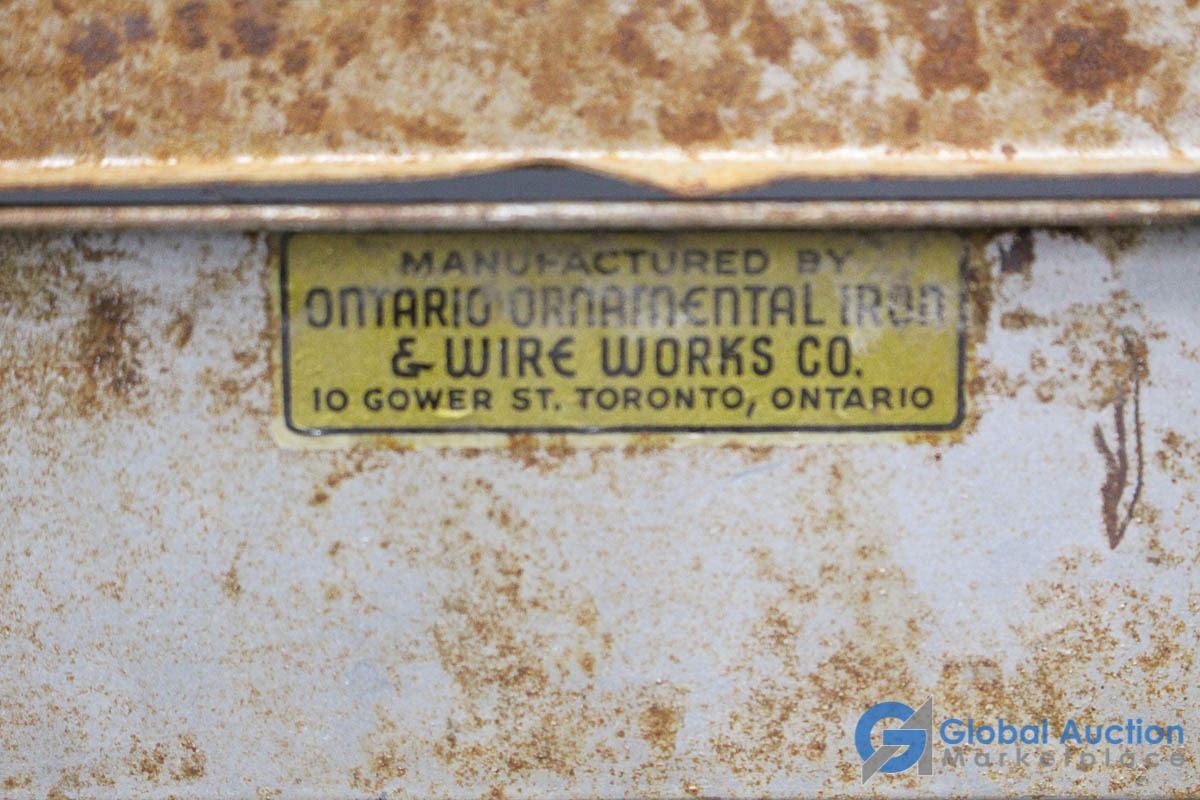 MANUFACTURED BY
ONTARIO ORNAMENTAL IRON
& WIRE WORKS CO.
10 GOWER ST. TORONTO, ONTARIO
Global Auction
Marketplace